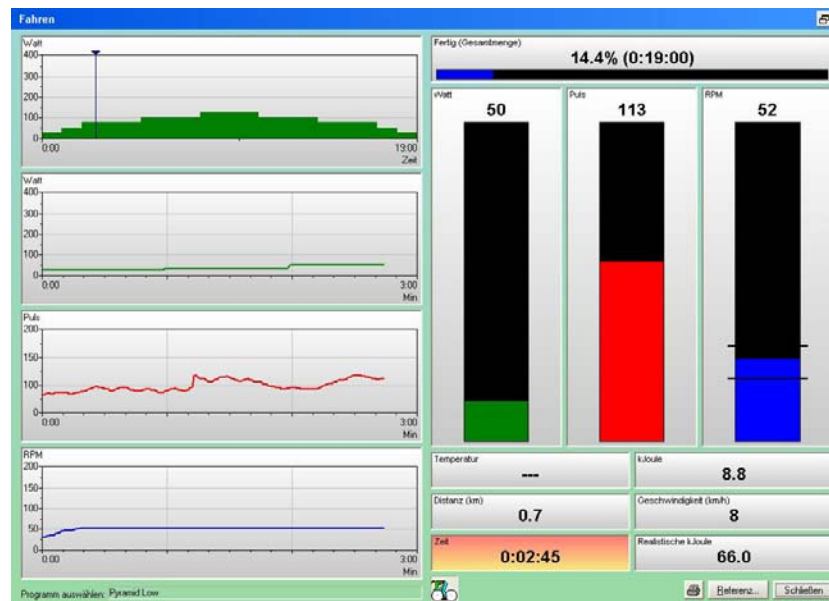 Fahren
Watt
400
300
200
100
0
0:00 19:00
Zeit
Watt
400
300
200
100
0
0:00 3:00
Min
Puls
200
150
100
50
0
0:00 3:00
Min
RPM
200
150
100
50
0
0:00 3:00
Min
Programm auswählen: Pyramid Low
Fertig (Gesamtmenge)
14.4% (0:19:00)
Watt Puls RPM
50 113 52
Temperatur kJoule
--- 8.8
Distanz (km) Geschwindigkeit (km/h)
0.7 8
Zeit Realistische kJoule
0:02:45 66.0
Referenz... Schließen